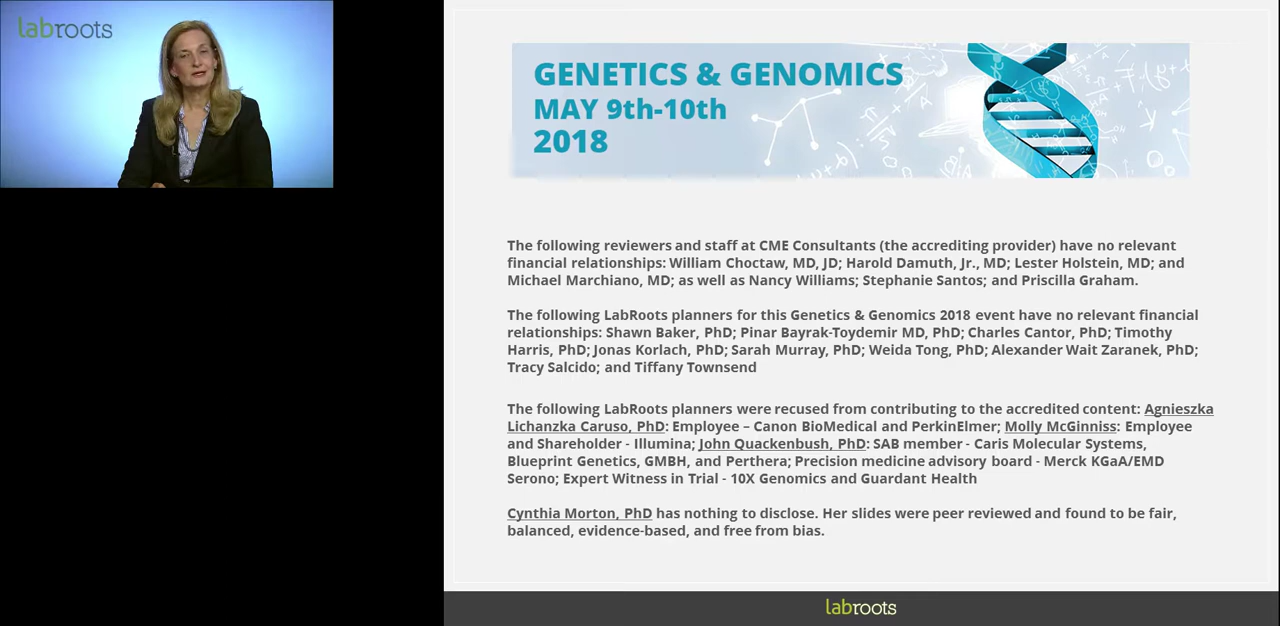 labroots
GENETICS & GENOMICS
MAY 9th-10th
2018
The following reviewers and staff at CME Consultants (the accrediting provider) have no relevant
financial relationships: William Choctaw, MD, JD; Harold Damuth, Jr., MD; Lester Holstein, MD; and
Michael Marchiano, MD; as well as Nancy Williams; Stephanie Santos; and Priscilla Graham.
The following LabRoots planners for this Genetics & Genomics 2018 event have no relevant financial
relationships: Shawn Baker, PhD; Pinar Bayrak-Toydemir MD, PhD; Charles Cantor, PhD; Timothy
Harris, PhD; Jonas Korlach, PhD; Sarah Murray, PhD; Weida Tong, PhD; Alexander Wait Zaranek, PhD;
Tracy Salcido; and Tiffany Townsend
The following LabRoots planners were recused from contributing to the accredited content: Agnieszka
Lichanzka Caruso, PhD: Employee – Canon BioMedical and PerkinElmer; Molly McGinniss: Employee
and Shareholder - Illumina; John Quackenbush, PhD: SAB member - Caris Molecular Systems,
Blueprint Genetics, GMBH, and Perthera; Precision medicine advisory board - Merck KGaA/EMD
Serono; Expert Witness in Trial - 10X Genomics and Guardant Health
Cynthia Morton, PhD has nothing to disclose. Her slides were peer reviewed and found to be fair,
balanced, evidence-based, and free from bias.
labroots